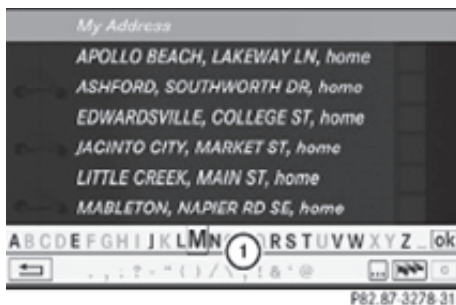 My Address
APOLLO BEACH, LAKEWAY LN, home
ASHFORD, SOUTHWORTH DR, home
EDWARDSVILLE, COLLEGE ST, home
JACINTO CITY, MARKET ST, home
LITTLE CREEK, MAIN ST, home
MABLETON, NAPIER RD SE, home
A B C D E F G H I J K L M N 1 R S T U V W X Y Z _ ok
. , : ? - " ( ) / \ ! & ' @ ...
P82.87-3278-31